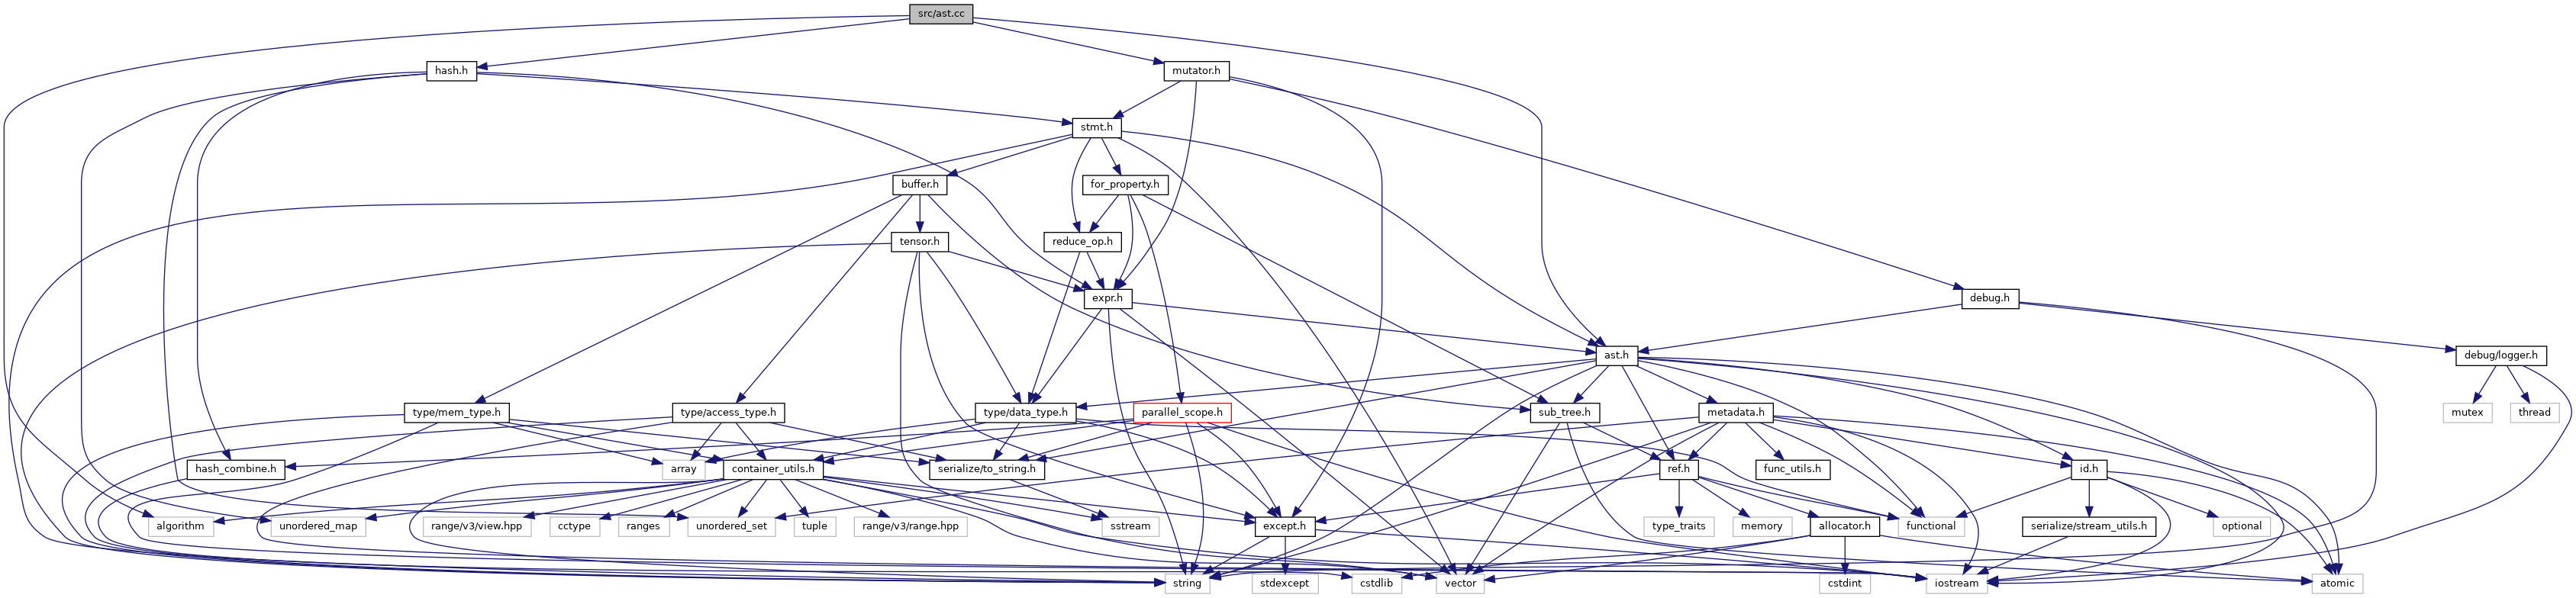 src/ast.cc
hash.h
mutator.h
stmt.h
buffer.h
for_property.h
tensor.h
reduce_op.h
expr.h
debug.h
ast.h
debug/logger.h
type/mem_type.h
type/access_type.h
type/data_type.h
parallel_scope.h
sub_tree.h
metadata.h
mutex
thread
hash_combine.h
array
container_utils.h
serialize/to_string.h
ref.h
func_utils.h
id.h
algorithm
unordered_map
range/v3/view.hpp
cctype
ranges
unordered_set
tuple
range/v3/range.hpp
sstream
except.h
type_traits
memory
allocator.h
functional
serialize/stream_utils.h
optional
string
stdexcept
cstdlib
vector
cstdint
iostream
atomic